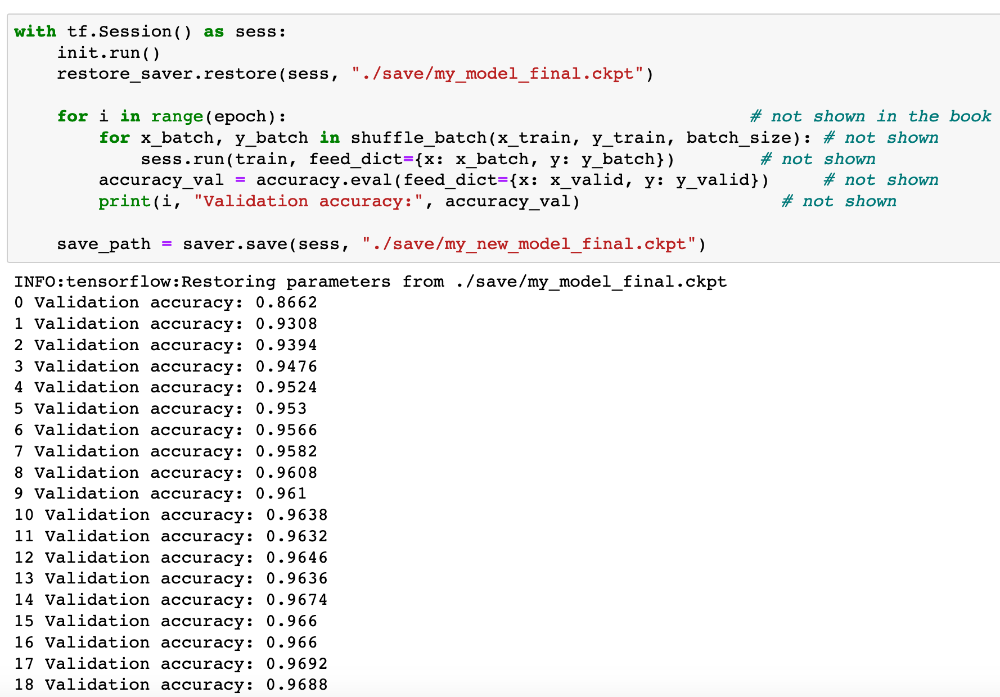 with tf.Session() as sess:
    init.run()
    restore_saver.restore(sess, "./save/my_model_final.ckpt")

    for i in range(epoch):                                            # not shown in the book
        for x_batch, y_batch in shuffle_batch(x_train, y_train, batch_size): # not shown
            sess.run(train, feed_dict={x: x_batch, y: y_batch})        # not shown
        accuracy_val = accuracy.eval(feed_dict={x: x_valid, y: y_valid})     # not shown
        print(i, "Validation accuracy:", accuracy_val)                   # not shown

    save_path = saver.save(sess, "./save/my_new_model_final.ckpt")
INFO:tensorflow:Restoring parameters from ./save/my_model_final.ckpt
0 Validation accuracy: 0.8662
1 Validation accuracy: 0.9308
2 Validation accuracy: 0.9394
3 Validation accuracy: 0.9476
4 Validation accuracy: 0.9524
5 Validation accuracy: 0.953
6 Validation accuracy: 0.9566
7 Validation accuracy: 0.9582
8 Validation accuracy: 0.9608
9 Validation accuracy: 0.961
10 Validation accuracy: 0.9638
11 Validation accuracy: 0.9632
12 Validation accuracy: 0.9646
13 Validation accuracy: 0.9636
14 Validation accuracy: 0.9674
15 Validation accuracy: 0.966
16 Validation accuracy: 0.966
17 Validation accuracy: 0.9692
18 Validation accuracy: 0.9688